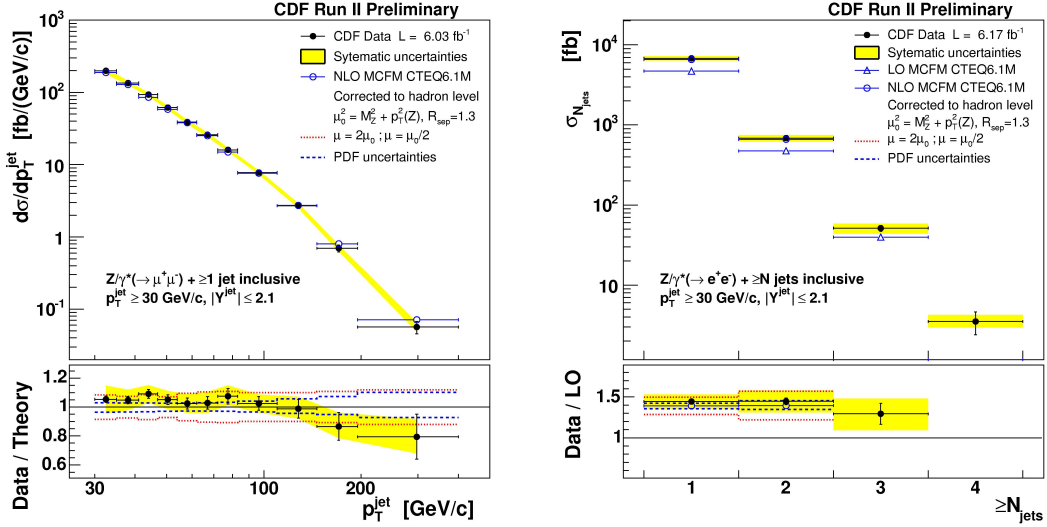 CDF Run II Preliminary
dσ/dp_T^jet [fb/(GeV/c)]
10³
10²
10
1
10⁻¹
CDF Data L = 6.03 fb⁻¹
Sytematic uncertainties
NLO MCFM CTEQ6.1M
Corrected to hadron level
μ₀² = M_Z² + p_T²(Z), R_sep=1.3
μ = 2μ₀ ; μ = μ₀/2
PDF uncertainties
Z/γ*(→ μ⁺μ⁻) + ≥1 jet inclusive
p_T^jet ≥ 30 GeV/c, |Y^jet| ≤ 2.1
Data / Theory
1.2
1
0.8
0.6
30 100 200
p_T^jet [GeV/c]
CDF Run II Preliminary
σ_N_jets [fb]
10⁴
10³
10²
10
CDF Data L = 6.17 fb⁻¹
Systematic uncertainties
LO MCFM CTEQ6.1M
NLO MCFM CTEQ6.1M
Corrected to hadron level
μ₀² = M_Z² + p_T²(Z), R_sep=1.3
μ = 2μ₀ ; μ = μ₀/2
PDF uncertainties
Z/γ*(→ e⁺e⁻) + ≥N jets inclusive
p_T^jet ≥ 30 GeV/c, |Y^jet| ≤ 2.1
Data / LO
1.5
1
1 2 3 4
≥N_jets